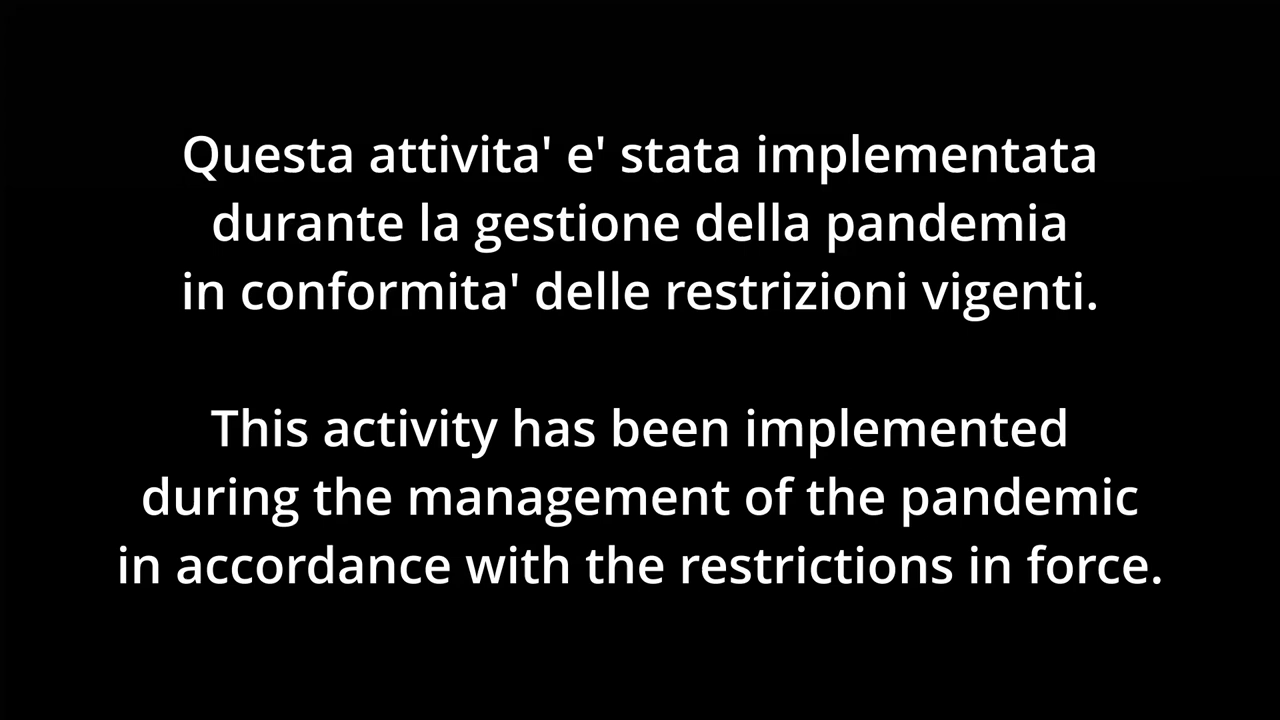 Questa attivita' e' stata implementata
durante la gestione della pandemia
in conformita' delle restrizioni vigenti.
This activity has been implemented
during the management of the pandemic
in accordance with the restrictions in force.